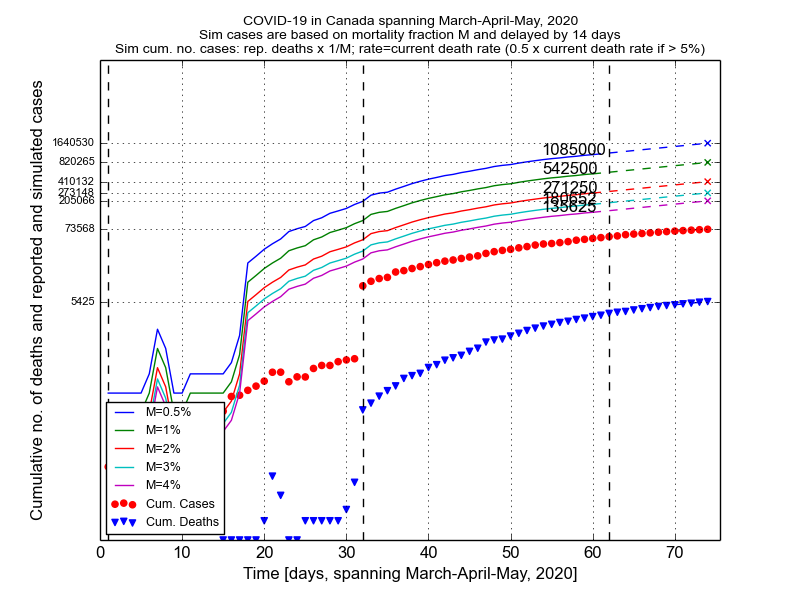 COVID-19 in Canada spanning March-April-May, 2020
Sim cases are based on mortality fraction M and delayed by 14 days
Sim cum. no. cases: rep. deaths x 1/M; rate=current death rate (0.5 x current death rate if > 5%)
Cumulative no. of deaths and reported and simulated cases
1640530
820265
410132
273148
205066
73568
5425
1085000
542500
271250
180652
135625
M=0.5%
M=1%
M=2%
M=3%
M=4%
Cum. Cases
Cum. Deaths
0 10 20 30 40 50 60 70
Time [days, spanning March-April-May, 2020]